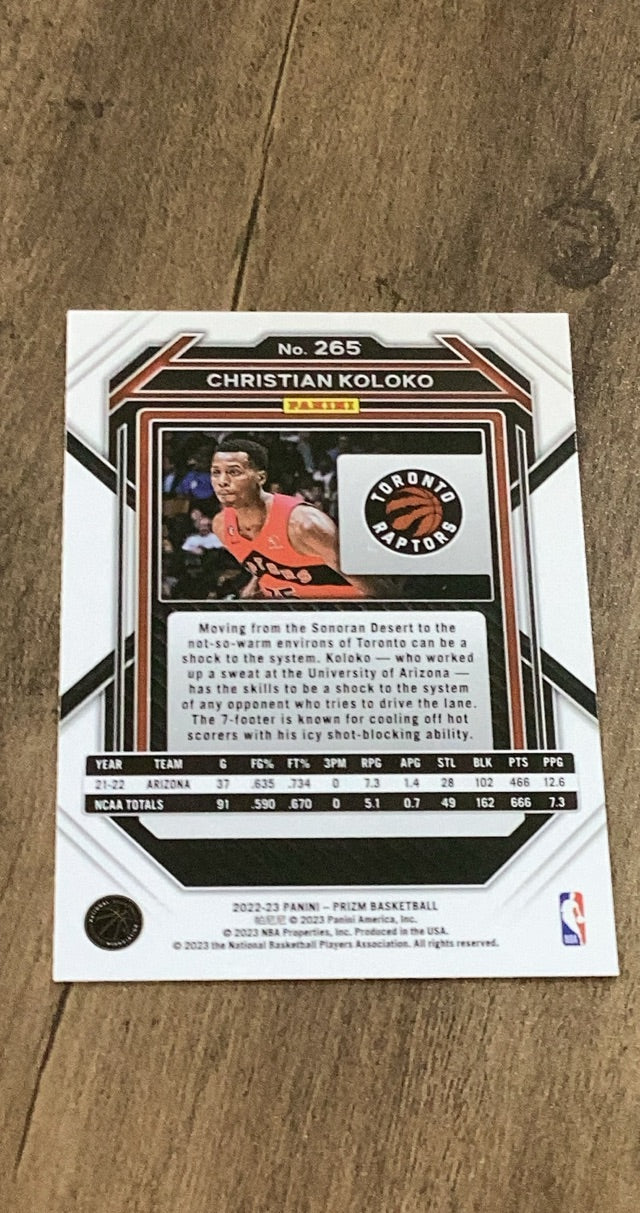 No. 265
CHRISTIAN KOLOKO
PANINI
TORONTO
RAPTORS
Moving from the Sonoran Desert to the
not-so-warm environs of Toronto can be a
shock to the system. Koloko — who worked
up a sweat at the University of Arizona —
has the skills to be a shock to the system
of any opponent who tries to drive the lane.
The 7-footer is known for cooling off hot
scorers with his icy shot-blocking ability.
YEAR TEAM G FG% FT% 3PM RPG APG STL BLK PTS PPG
21-22 ARIZONA 37 .635 .734 0 7.3 1.4 28 102 466 12.6
NCAA TOTALS 91 .590 .670 0 5.1 0.7 49 162 666 7.3
2022-23 PANINI – PRIZM BASKETBALL
帕尼尼 © 2023 Panini America, Inc.
© 2023 NBA Properties, Inc. Produced in the USA.
© 2023 the National Basketball Players Association. All rights reserved.
NBA